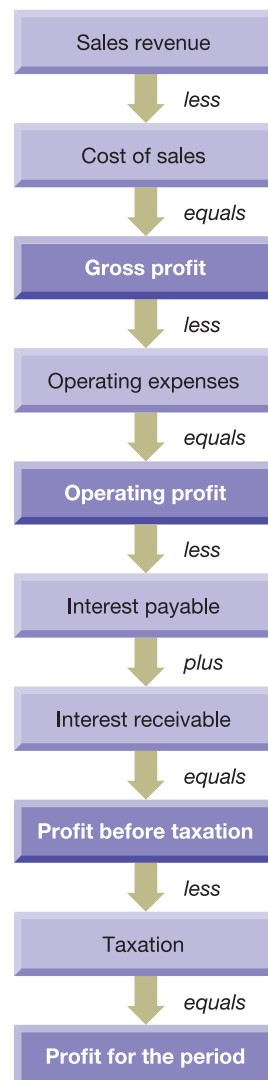 Sales revenue
less
Cost of sales
equals
Gross profit
less
Operating expenses
equals
Operating profit
less
Interest payable
plus
Interest receivable
equals
Profit before taxation
less
Taxation
equals
Profit for the period